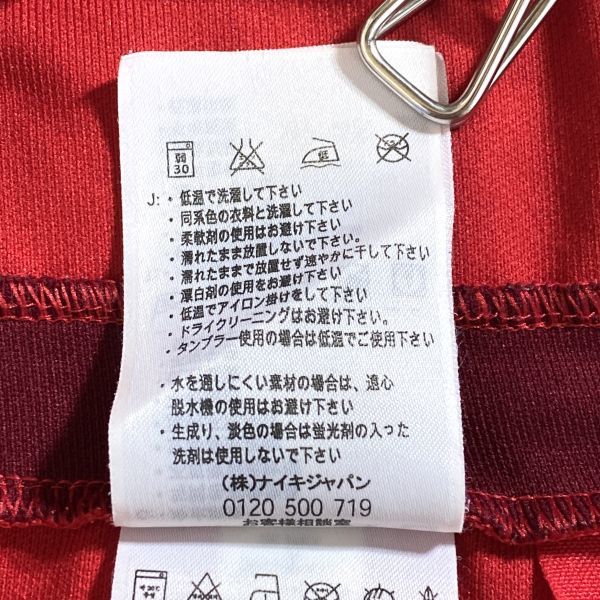 弱
30
低
J: ・低温で洗濯して下さい
・同系色の衣料と洗濯して下さい
・柔軟剤の使用はお避け下さい
・濡れたまま放置しないで下さい。
・濡れたままで放置せず速やかに干して下さい
・漂白剤の使用をお避け下さい
・低温でアイロン掛けをして下さい
・ドライクリーニングはお避け下さい。
・タンブラー使用の場合は低温でご使用下さい
・水を通しにくい素材の場合は、遠心
脱水機の使用はお避け下さい
・生成り、淡色の場合は蛍光剤の入った
洗剤は使用しないで下さい
(株)ナイキジャパン
0120 500 719
お客様相談室